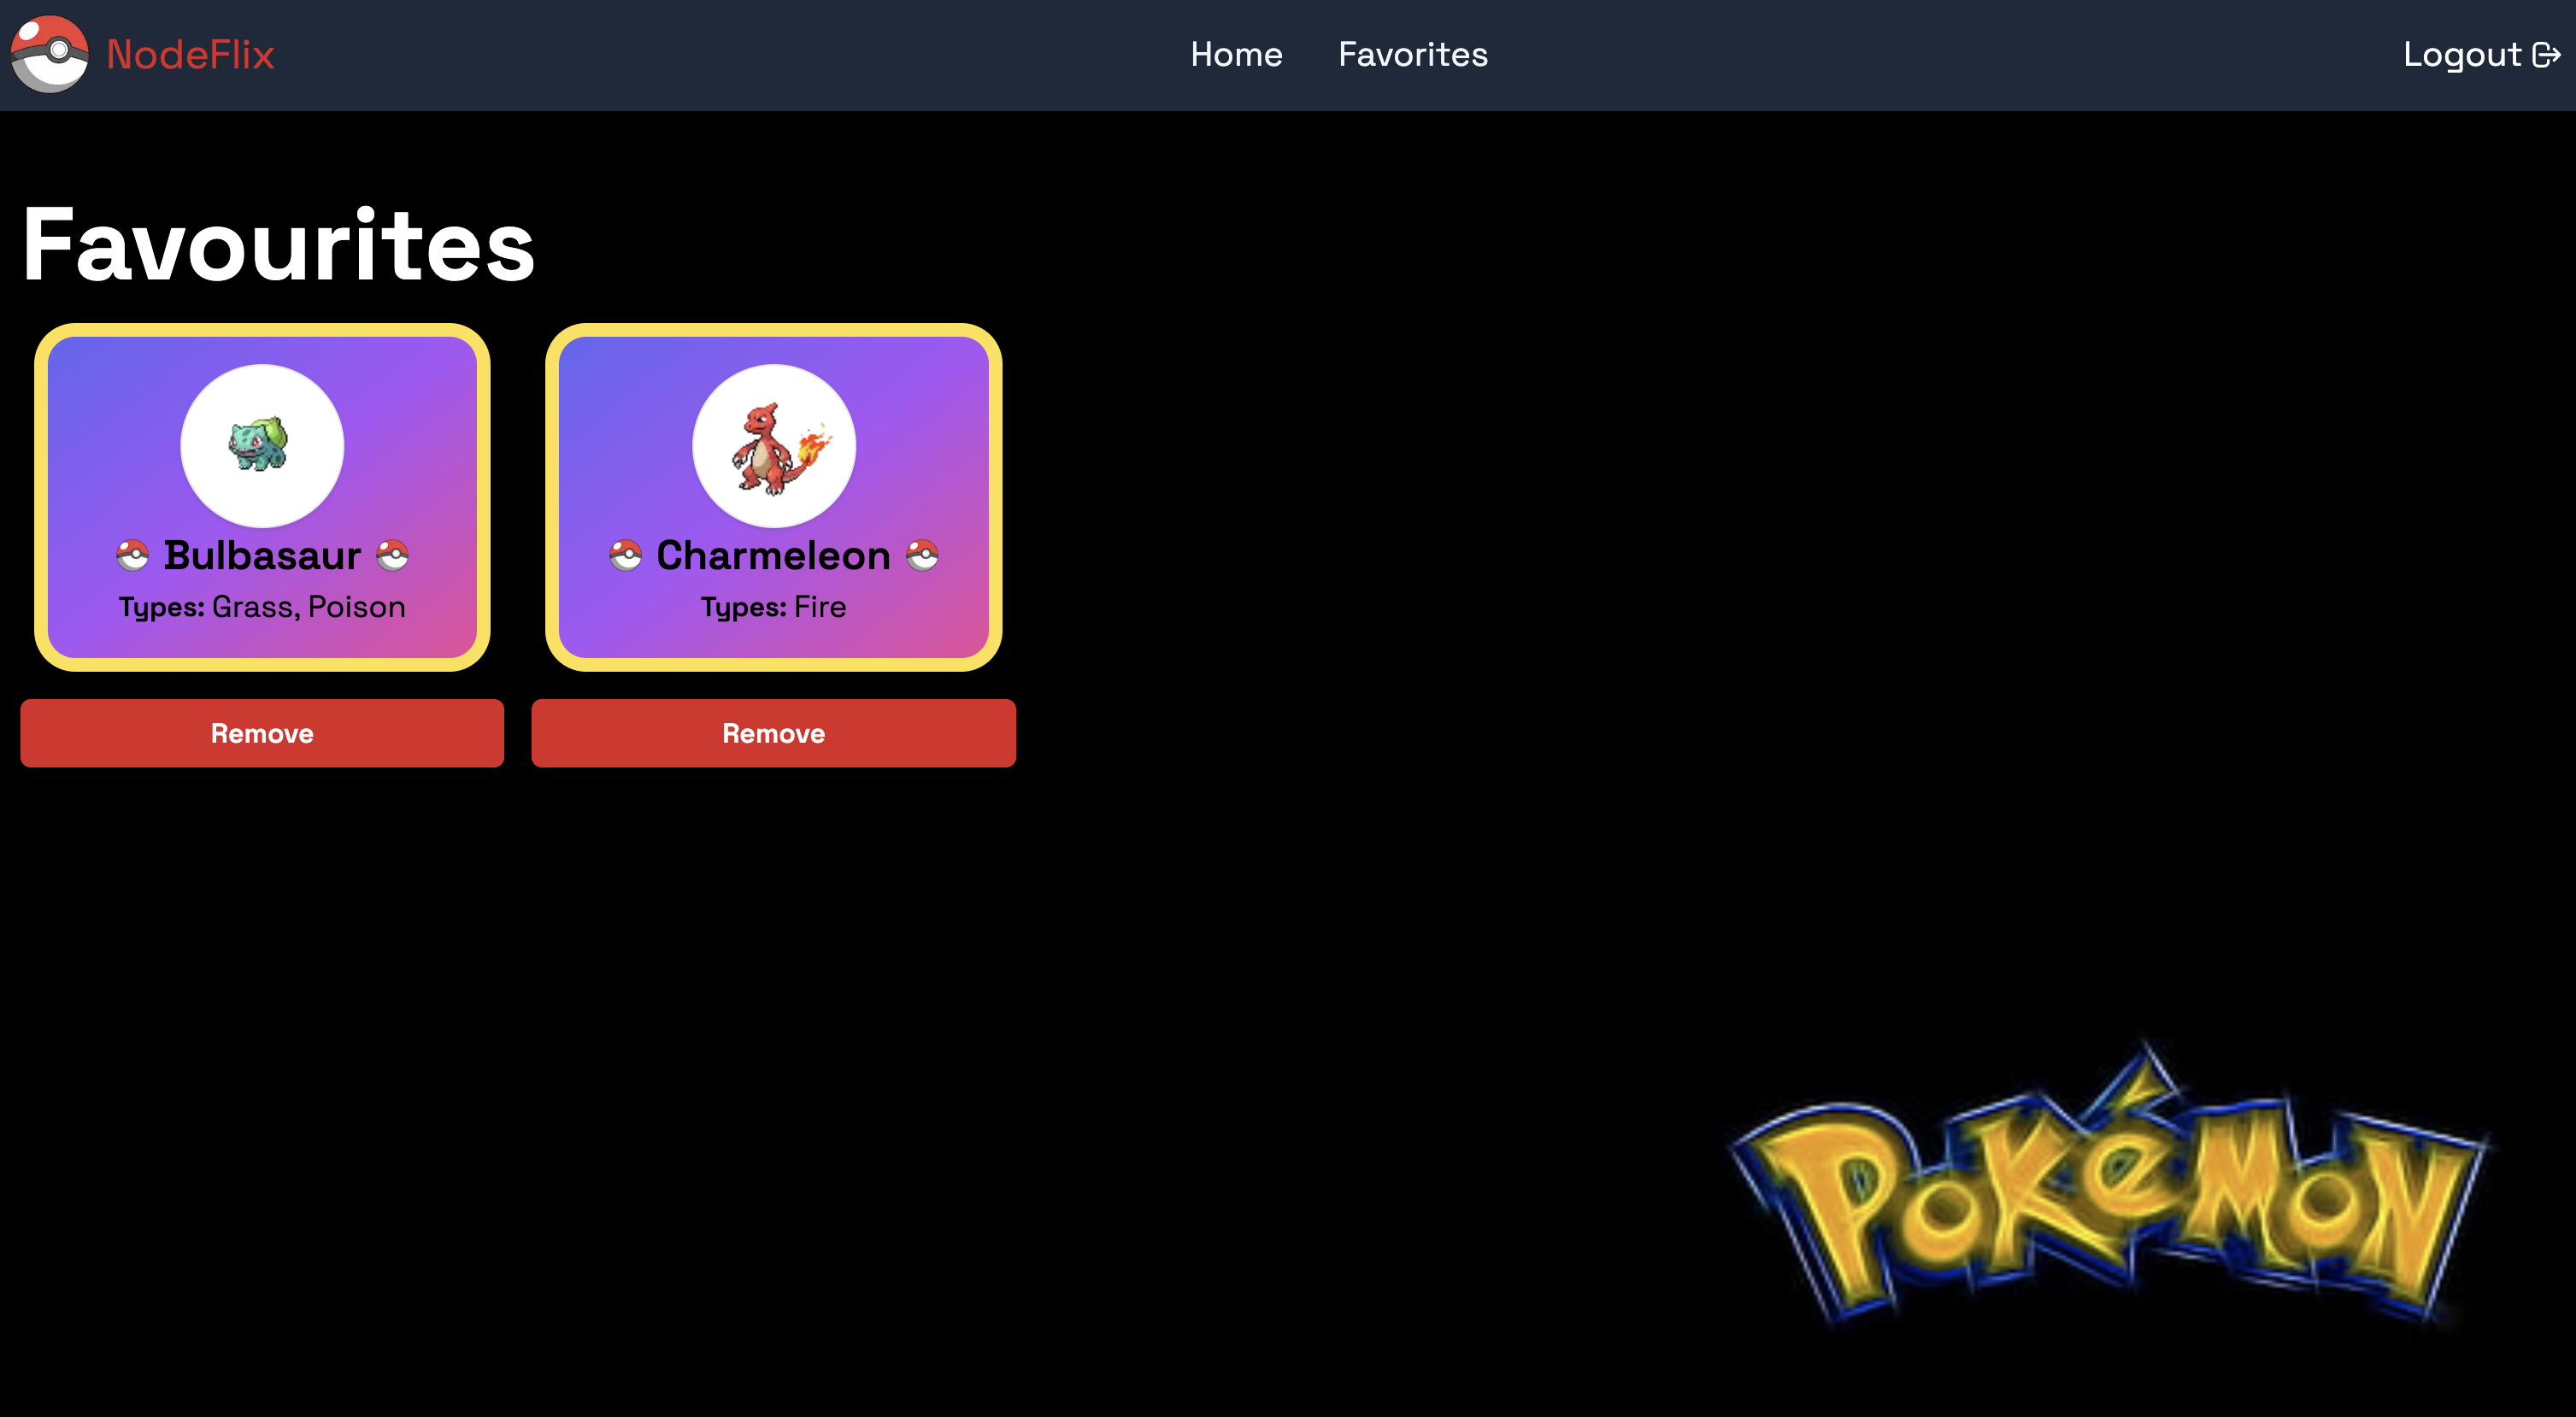 NodeFlix
Home
Favorites
Logout
Favourites
Bulbasaur
Types: Grass, Poison
Remove
Charmeleon
Types: Fire
Remove
POKéMON